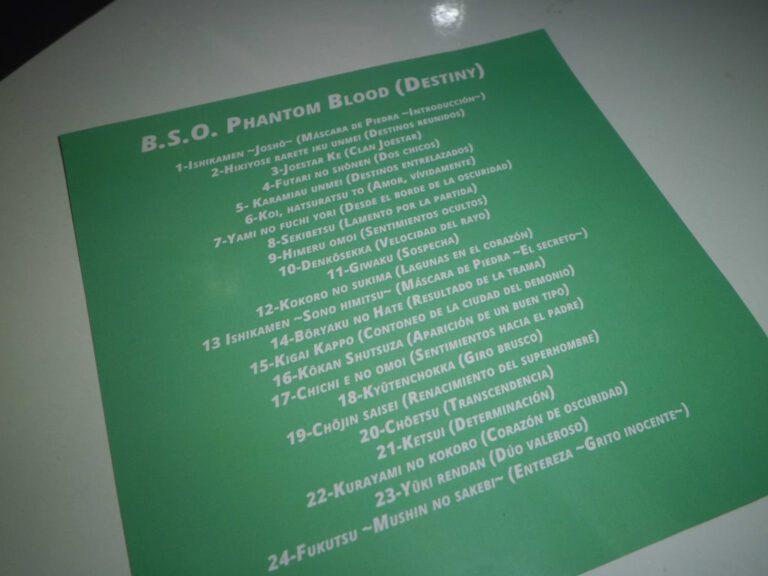 B.S.O. Phantom Blood (Destiny)
1-Ishikamen ~Joshō~ (Máscara de Piedra ~Introducción~)
2-Hikiyose rarete iku unmei (Destinos reunidos)
3-Joestar Ke (Clan Joestar)
4-Futari no shōnen (Dos chicos)
5- Karamiau unmei (Destinos entrelazados)
6-Koi, hatsuratsu to (Amor, vívidamente)
7-Yami no fuchi yori (Desde el borde de la oscuridad)
8-Sekibetsu (Lamento por la partida)
9-Himeru omoi (Sentimientos ocultos)
10-Denkōsekka (Velocidad del rayo)
11-Giwaku (Sospecha)
12-Kokoro no sukima (Lagunas en el corazón)
13 Ishikamen ~Sono himitsu~ (Máscara de Piedra ~El secreto~)
14-Bōryaku no Hate (Resultado de la trama)
15-Kigai Kappo (Contoneo de la ciudad del demonio)
16-Kōkan Shutsuza (Aparición de un buen tipo)
17-Chichi e no omoi (Sentimientos hacia el padre)
18-Kyūtenchokka (Giro brusco)
19-Chōjin saisei (Renacimiento del superhombre)
20-Chōetsu (Transcendencia)
21-Ketsui (Determinación)
22-Kurayami no kokoro (Corazón de oscuridad)
23-Yūki rendan (Dúo valeroso)
24-Fukutsu ~Mushin no sakebi~ (Entereza ~Grito inocente~)